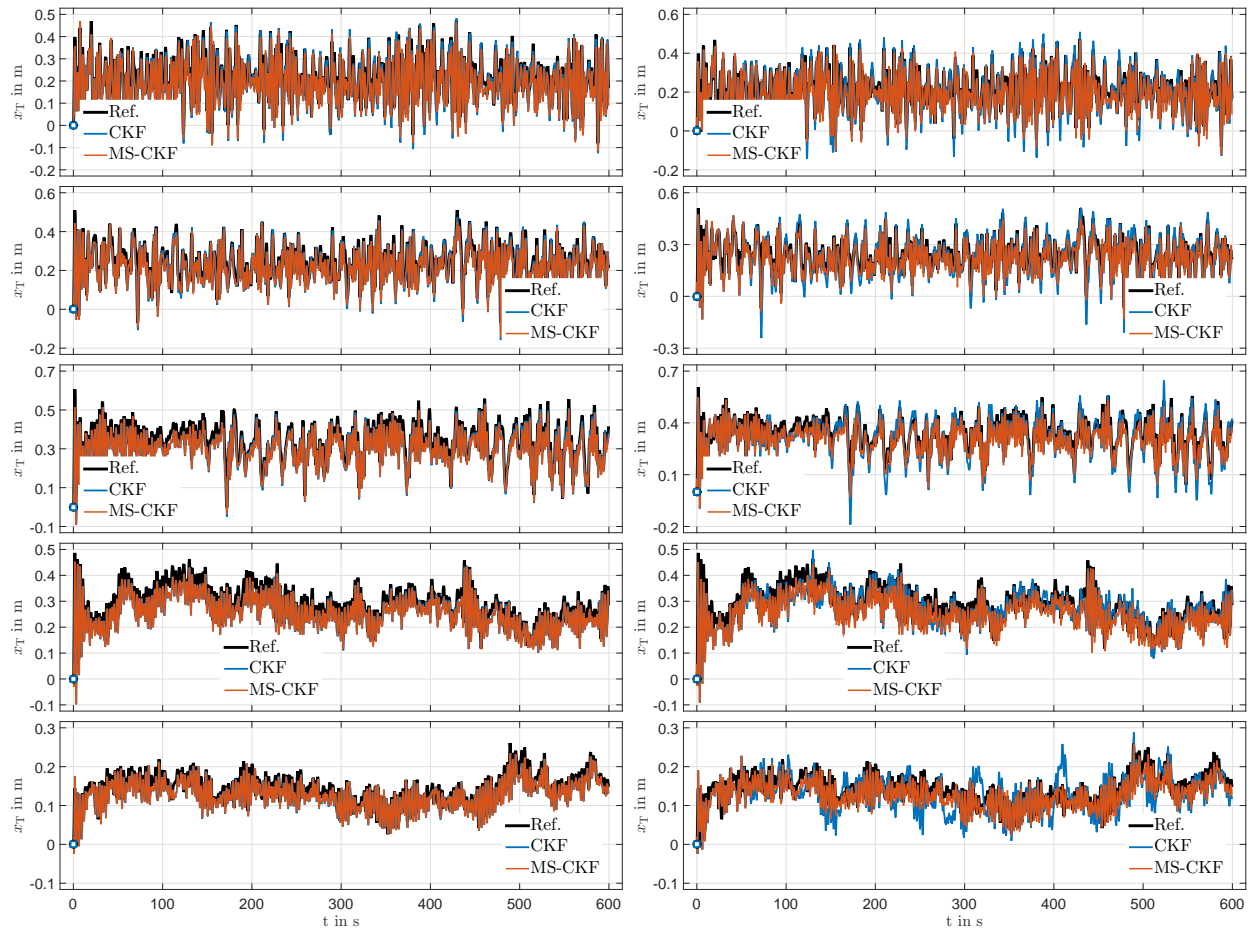 0.5
0.4
0.3
0.2
0.1
0
-0.1
-0.2
x_T in m
Ref.
CKF
MS-CKF
0.6
0.4
0.2
0
-0.2
x_T in m
Ref.
CKF
MS-CKF
0.6
0.4
0.2
0
-0.2
x_T in m
Ref.
CKF
MS-CKF
0.6
0.3
0
-0.3
x_T in m
Ref.
CKF
MS-CKF
0.7
0.5
0.3
0.1
-0.1
x_T in m
Ref.
CKF
MS-CKF
0.7
0.4
0.1
-0.2
x_T in m
Ref.
CKF
MS-CKF
0.5
0.4
0.3
0.2
0.1
0
-0.1
x_T in m
Ref.
CKF
MS-CKF
0.5
0.4
0.3
0.2
0.1
0
-0.1
x_T in m
Ref.
CKF
MS-CKF
0.3
0.2
0.1
0
-0.1
x_T in m
Ref.
CKF
MS-CKF
0 100 200 300 400 500 600
t in s
0.3
0.2
0.1
0
-0.1
x_T in m
Ref.
CKF
MS-CKF
0 100 200 300 400 500 600
t in s